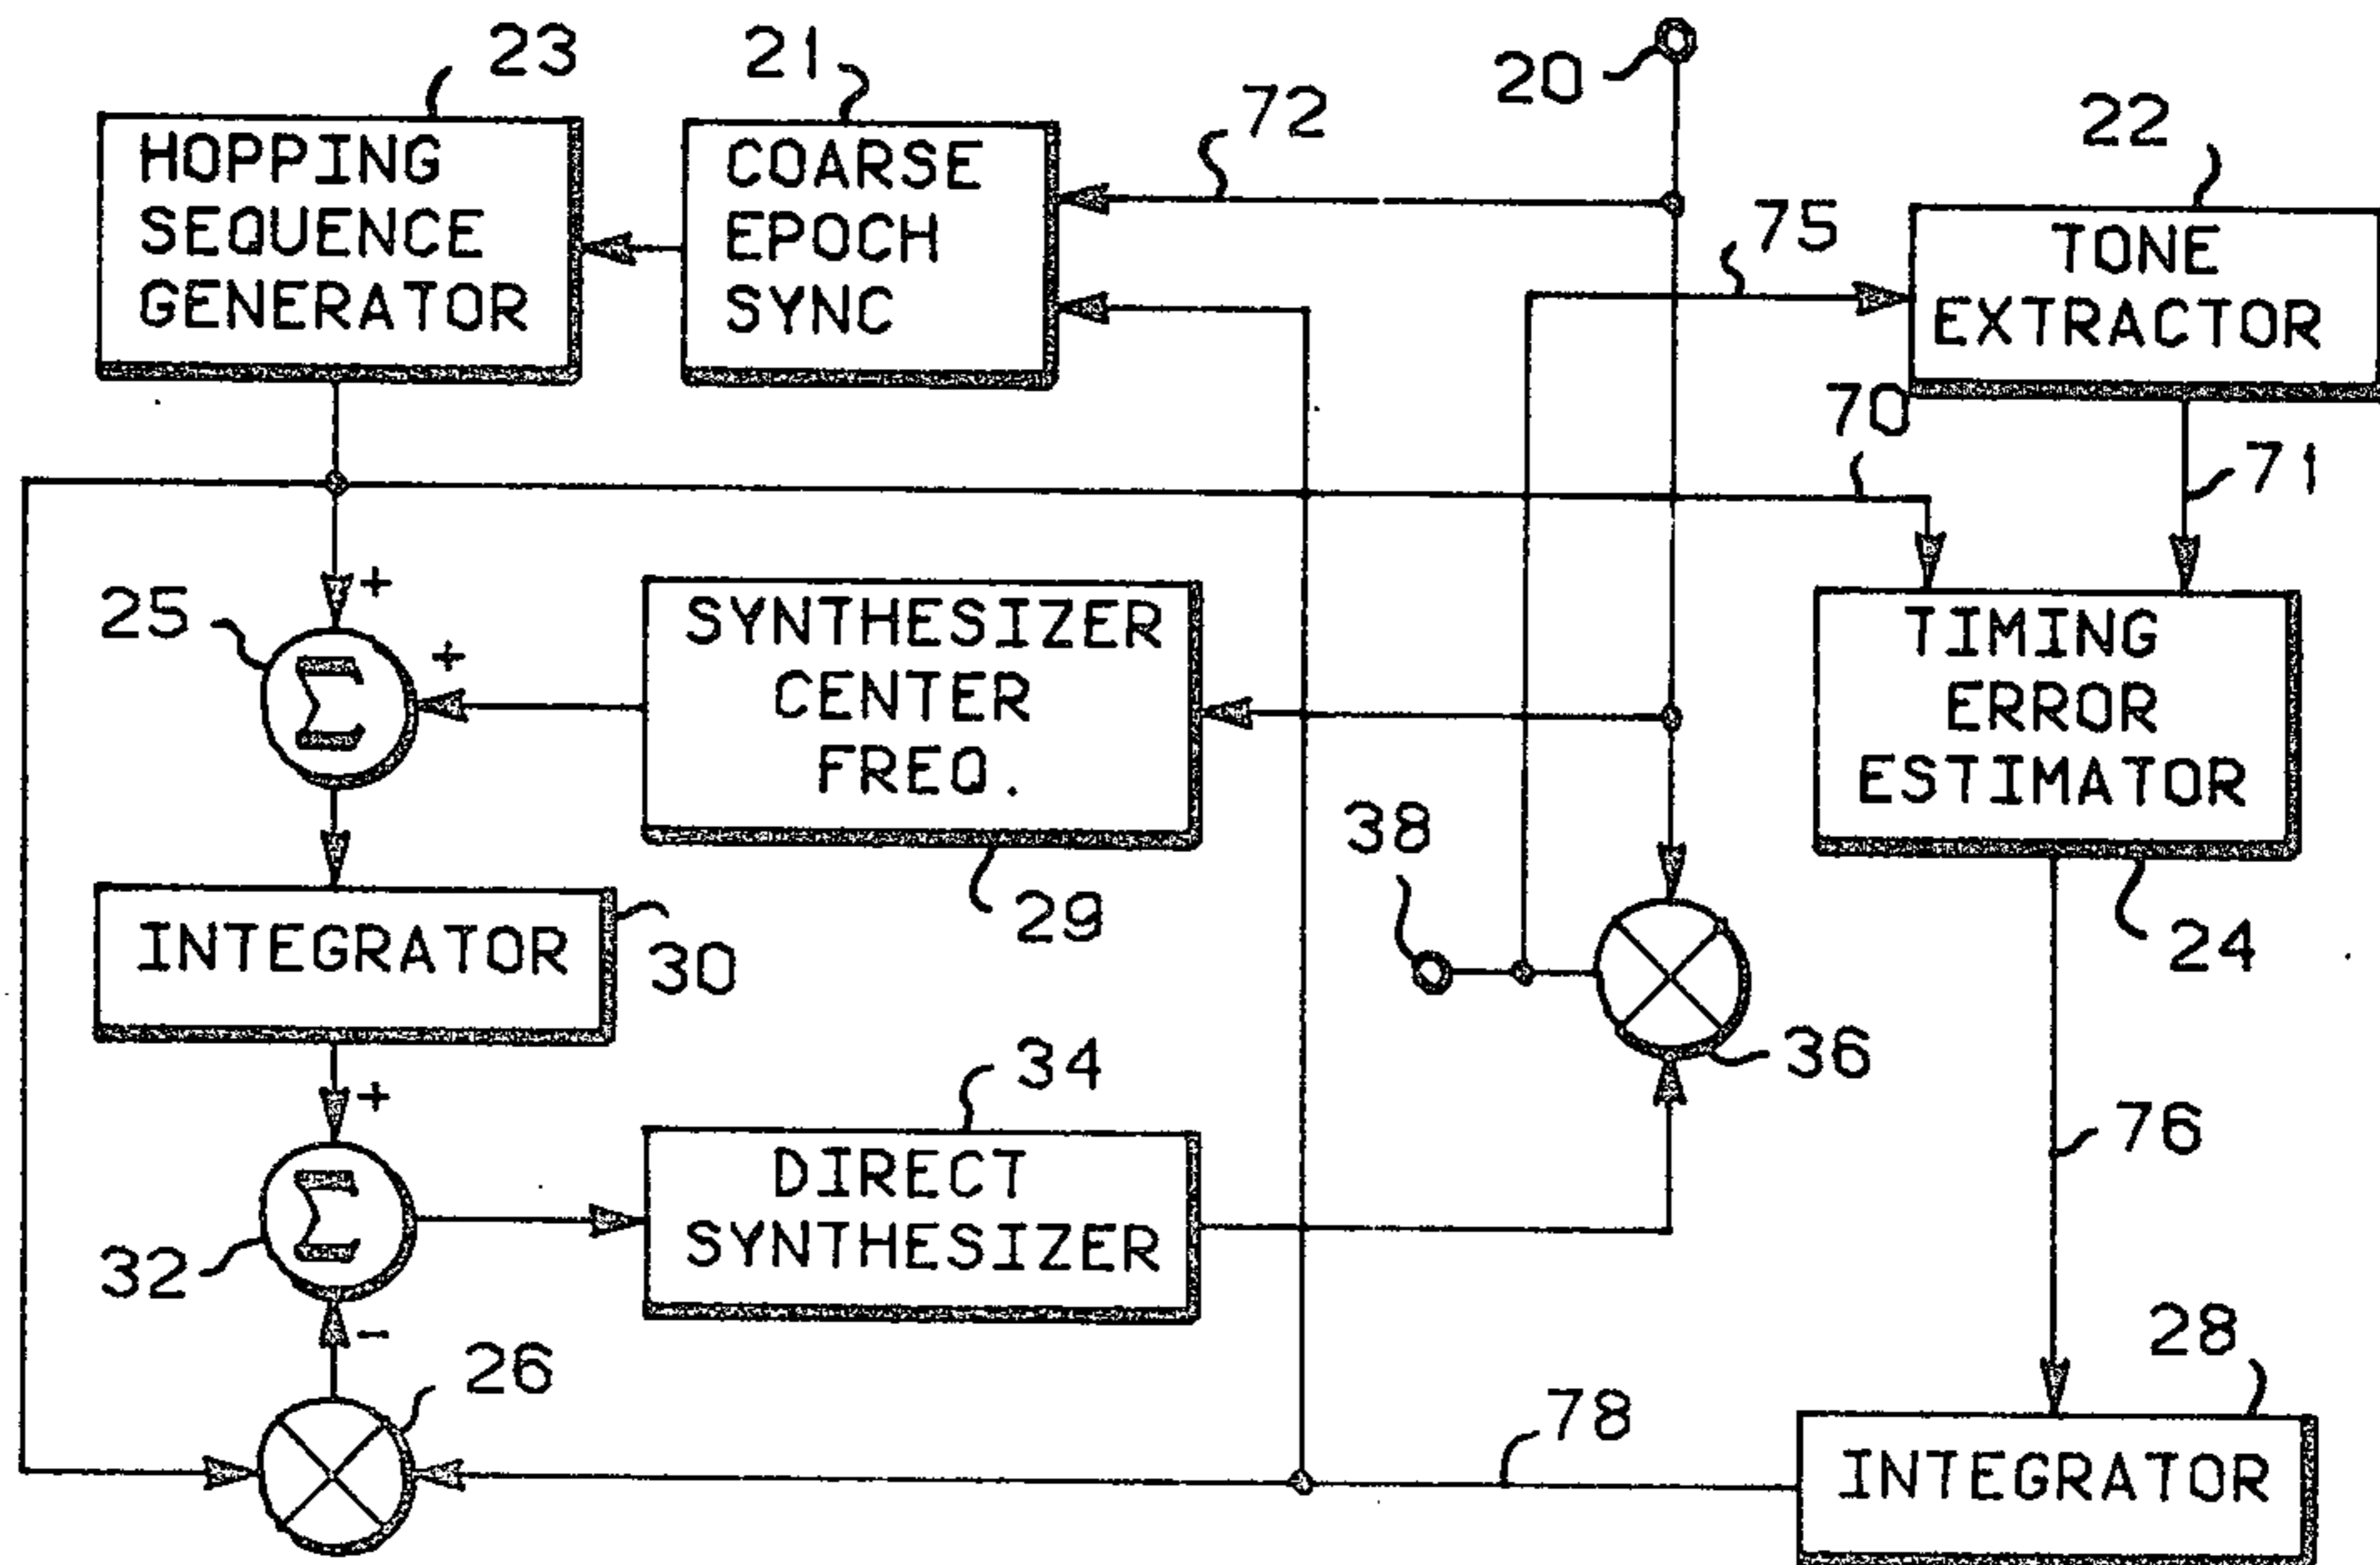 23
21
20
72
22
HOPPING
SEQUENCE
GENERATOR
COARSE
EPOCH
SYNC
75
TONE
EXTRACTOR
70
71
+
25
Σ
+
SYNTHESIZER
CENTER
FREQ.
TIMING
ERROR
ESTIMATOR
38
29
24
INTEGRATOR
30
36
34
+
76
Σ
DIRECT
SYNTHESIZER
32
-
26
28
78
INTEGRATOR